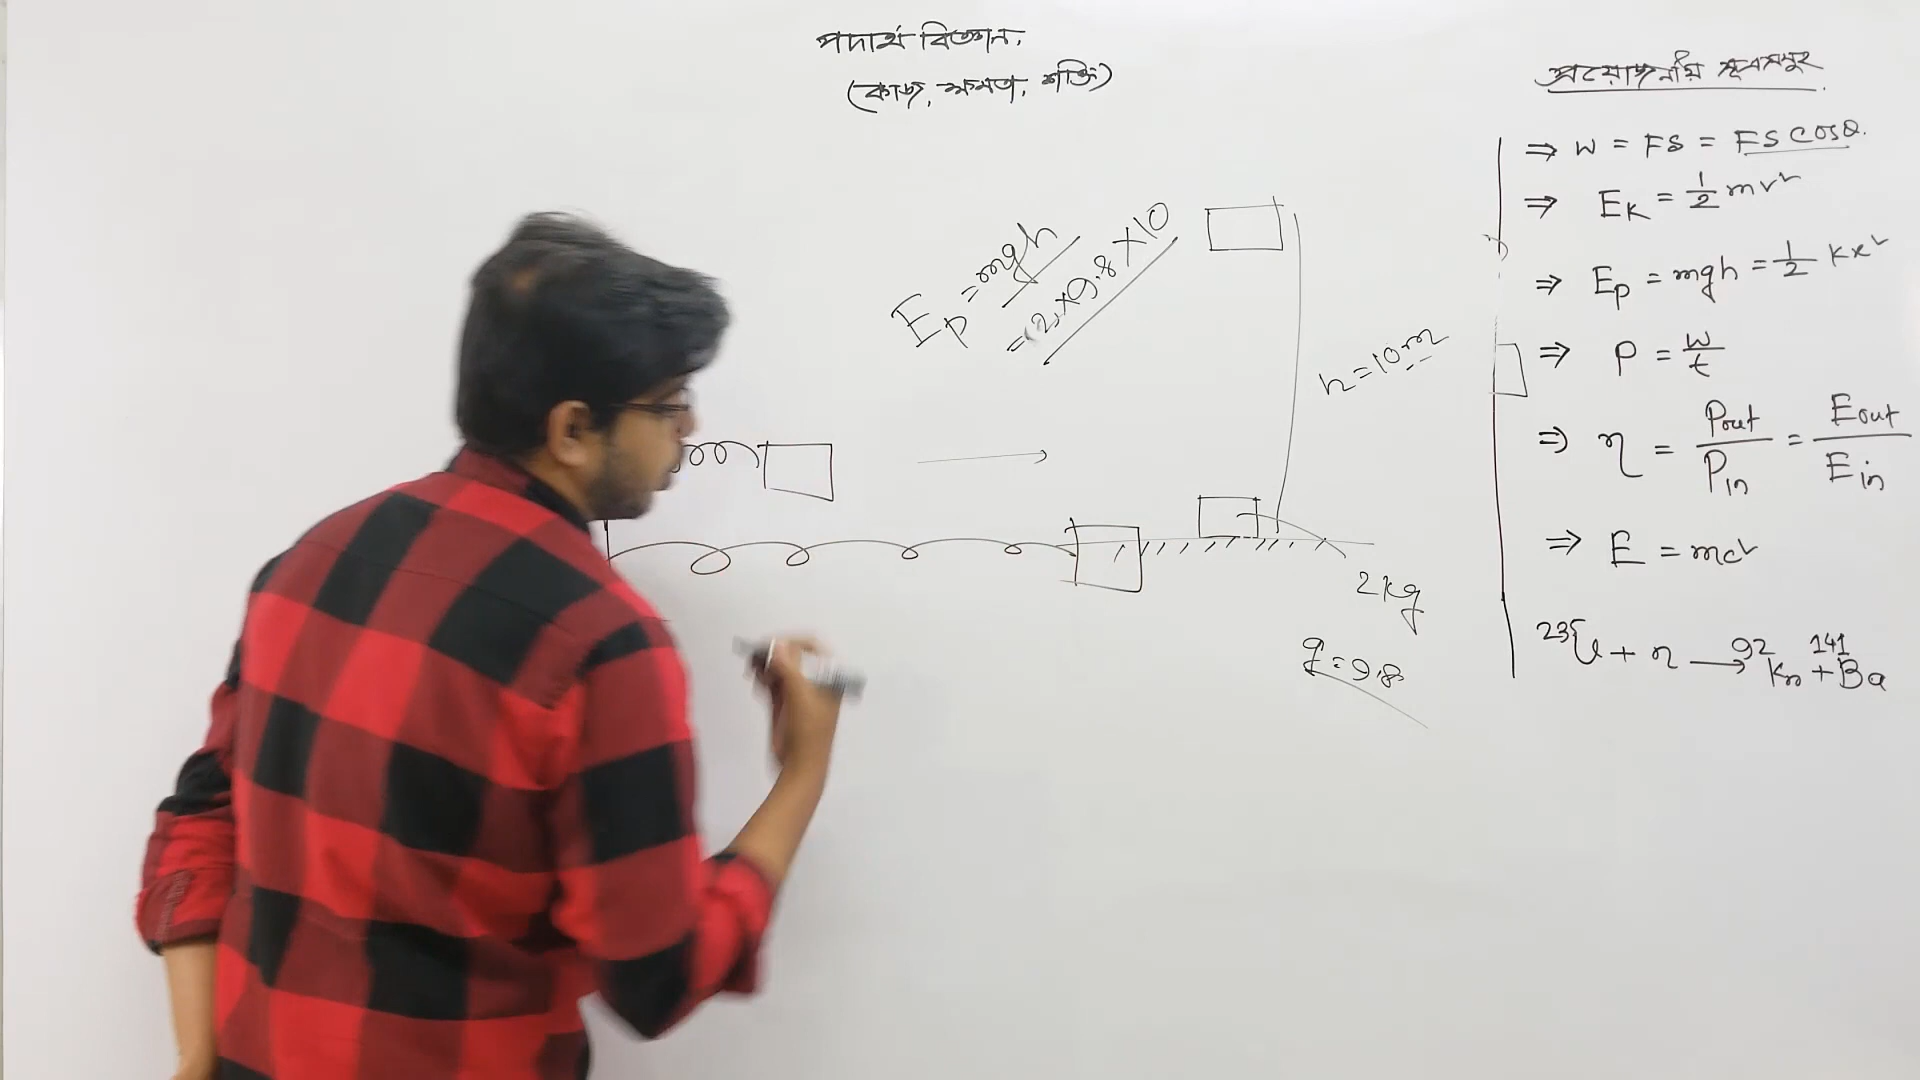 পদার্থ বিজ্ঞান,
(কাজ, ক্ষমতা, শক্তি)
প্রয়োজনীয় সূত্রসমূহ
⇒ W = FS = FS cosθ.
⇒ E_K = 1/2 mv²
⇒ E_p = mgh = 1/2 kx²
⇒ P = W/t
⇒ η = P_out/P_in = E_out/E_in
⇒ E = mc²
²³⁵U + n → ⁹²Kr + ¹⁴¹Ba
E_p = mgh
= (2×9.8×10
h = 10m
2kg
g = 9.8